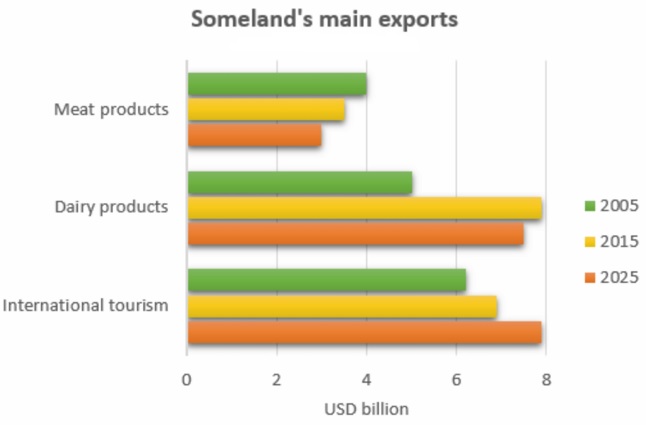 Someland's main exports
Meat products
Dairy products
International tourism
0 2 4 6 8
USD billion
2005
2015
2025